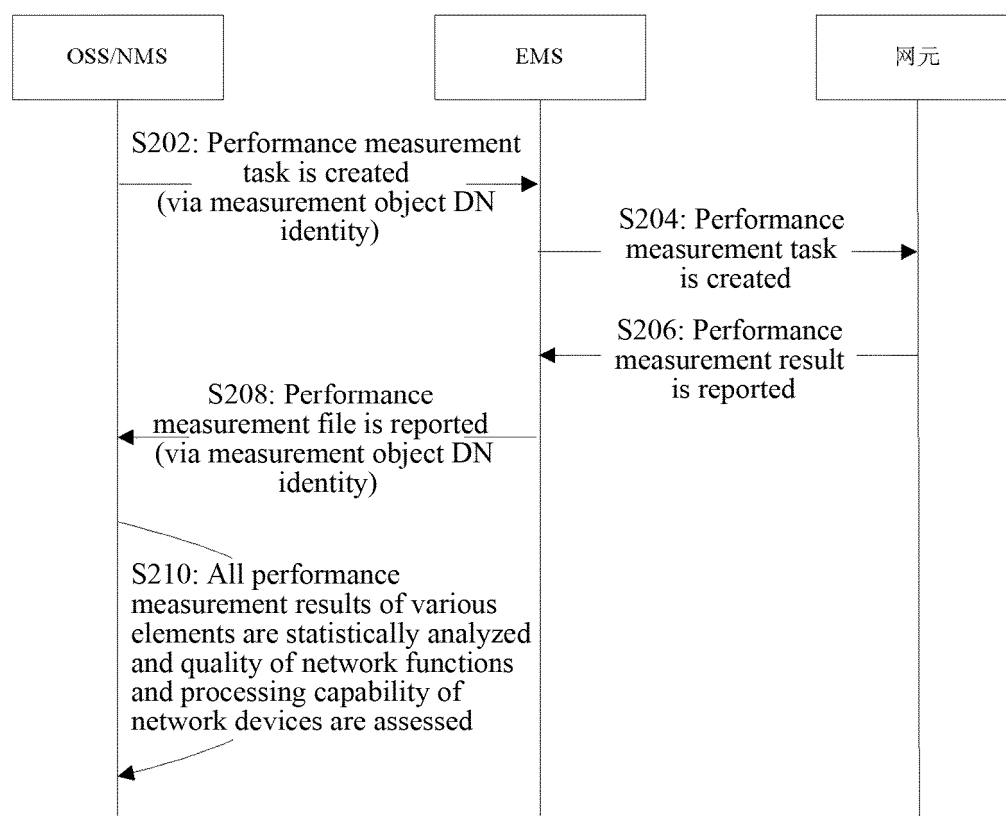 OSS/NMS
EMS
网元
S202: Performance measurement
task is created
(via measurement object DN
identity)
S204: Performance
measurement task
is created
S206: Performance
measurement result
is reported
S208: Performance
measurement file is reported
(via measurement object DN
identity)
S210: All performance
measurement results of various
elements are statistically analyzed
and quality of network functions
and processing capability of
network devices are assessed